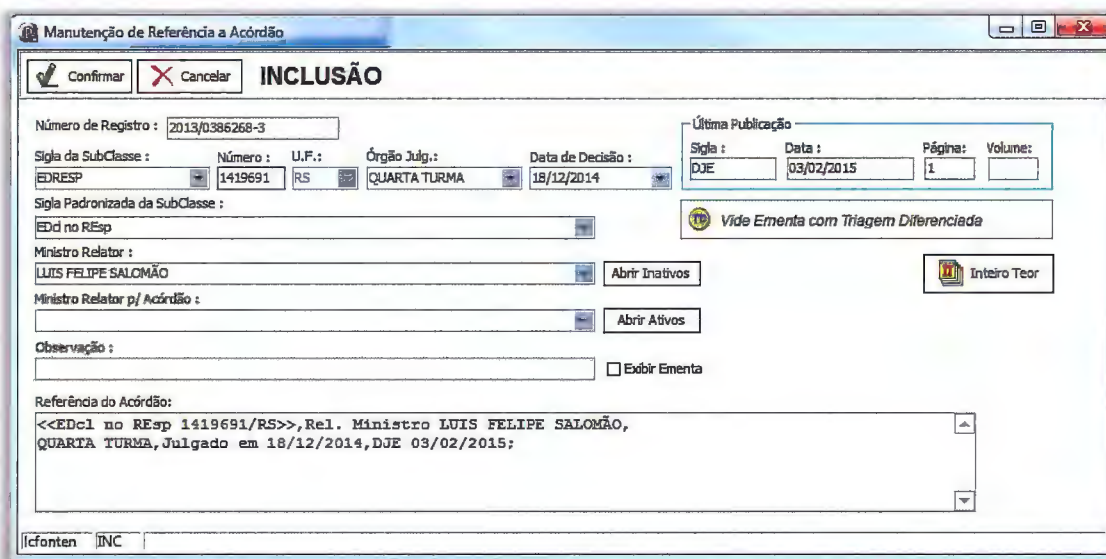 Manutenção de Referência a Acórdão
Confirmar Cancelar INCLUSÃO
Número de Registro : 2013/0386268-3
Última Publicação
Sigla : Data : Página: Volume:
DJE 03/02/2015 1
Sigla da SubClasse : Número : U.F.: Órgão Julg.: Data de Decisão :
EDRESP 1419691 RS QUARTA TURMA 18/12/2014
Sigla Padronizada da SubClasse :
EDcl no REsp
TD Vide Ementa com Triagem Diferenciada
Ministro Relator :
LUIS FELIPE SALOMÃO Abrir Inativos Inteiro Teor
Ministro Relator p/ Acórdão :
Abrir Ativos
Observação :
Exibir Ementa
Referência do Acórdão:
<<EDcl no REsp 1419691/RS>>,Rel. Ministro LUIS FELIPE SALOMÃO,
QUARTA TURMA,Julgado em 18/12/2014,DJE 03/02/2015;
lcfonten INC